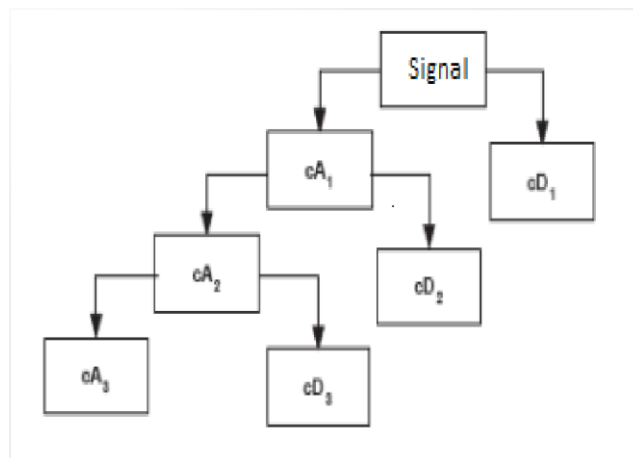 Signal
cA₁
cD₁
cA₂
cD₂
cA₃
cD₃